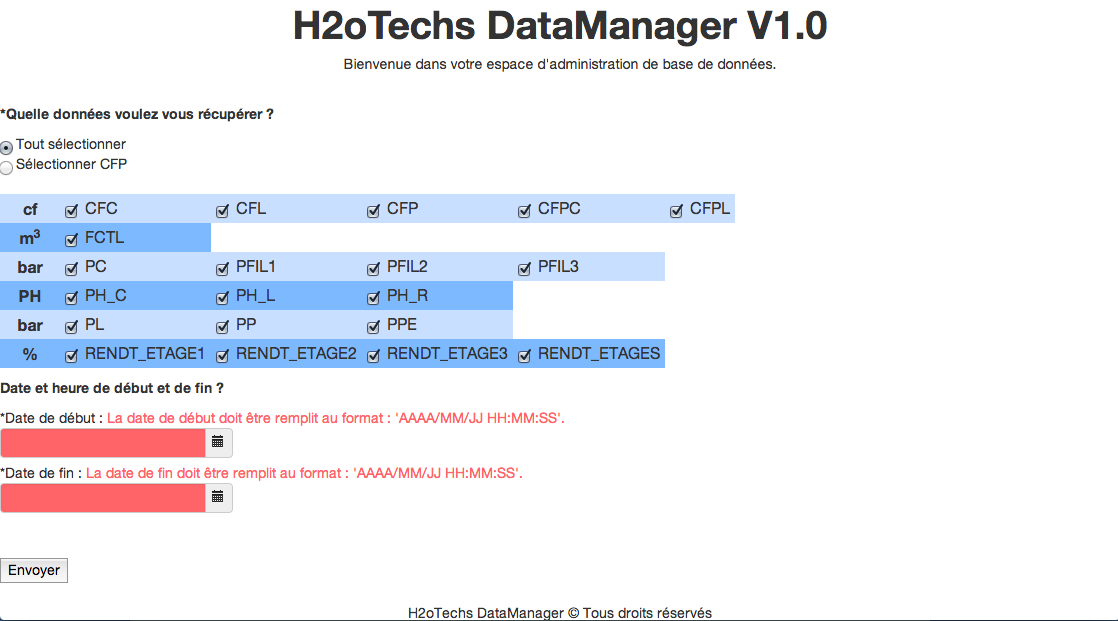 H2oTechs DataManager V1.0
Bienvenue dans votre espace d'administration de base de données.
*Quelle données voulez vous récupérer ?
Tout sélectionner
Sélectionner CFP
cf CFC CFL CFP CFPC CFPL
m³ FCTL
bar PC PFIL1 PFIL2 PFIL3
PH PH_C PH_L PH_R
bar PL PP PPE
% RENDT_ETAGE1 RENDT_ETAGE2 RENDT_ETAGE3 RENDT_ETAGES
Date et heure de début et de fin ?
*Date de début : La date de début doit être remplit au format : 'AAAA/MM/JJ HH:MM:SS'.
*Date de fin : La date de fin doit être remplit au format : 'AAAA/MM/JJ HH:MM:SS'.
Envoyer
H2oTechs DataManager © Tous droits réservés